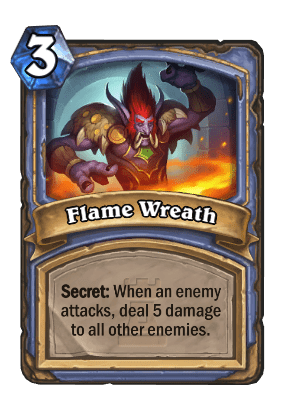 3
Flame Wreath
Secret: When an enemy
attacks, deal 5 damage
to all other enemies.